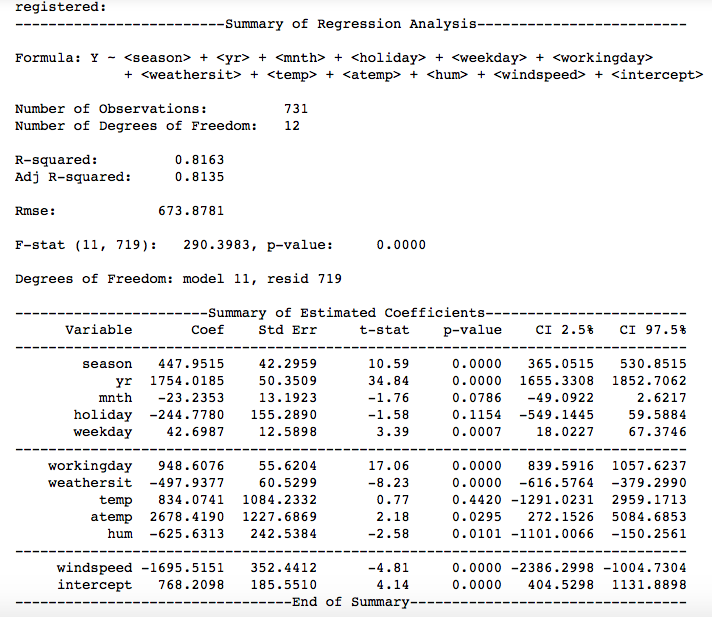 registered:
-------------------------Summary of Regression Analysis-------------------------
Formula: Y ~ <season> + <yr> + <mnth> + <holiday> + <weekday> + <workingday>
+ <weathersit> + <temp> + <atemp> + <hum> + <windspeed> + <intercept>
Number of Observations: 731
Number of Degrees of Freedom: 12
R-squared: 0.8163
Adj R-squared: 0.8135
Rmse: 673.8781
F-stat (11, 719): 290.3983, p-value: 0.0000
Degrees of Freedom: model 11, resid 719
-----------------------Summary of Estimated Coefficients------------------------
Variable Coef Std Err t-stat p-value CI 2.5% CI 97.5%
--------------------------------------------------------------------------------
season 447.9515 42.2959 10.59 0.0000 365.0515 530.8515
yr 1754.0185 50.3509 34.84 0.0000 1655.3308 1852.7062
mnth -23.2353 13.1923 -1.76 0.0786 -49.0922 2.6217
holiday -244.7780 155.2890 -1.58 0.1154 -549.1445 59.5884
weekday 42.6987 12.5898 3.39 0.0007 18.0227 67.3746
--------------------------------------------------------------------------------
workingday 948.6076 55.6204 17.06 0.0000 839.5916 1057.6237
weathersit -497.9377 60.5299 -8.23 0.0000 -616.5764 -379.2990
temp 834.0741 1084.2332 0.77 0.4420 -1291.0231 2959.1713
atemp 2678.4190 1227.6869 2.18 0.0295 272.1526 5084.6853
hum -625.6313 242.5384 -2.58 0.0101 -1101.0066 -150.2561
--------------------------------------------------------------------------------
windspeed -1695.5151 352.4412 -4.81 0.0000 -2386.2998 -1004.7304
intercept 768.2098 185.5510 4.14 0.0000 404.5298 1131.8898
---------------------------------End of Summary---------------------------------